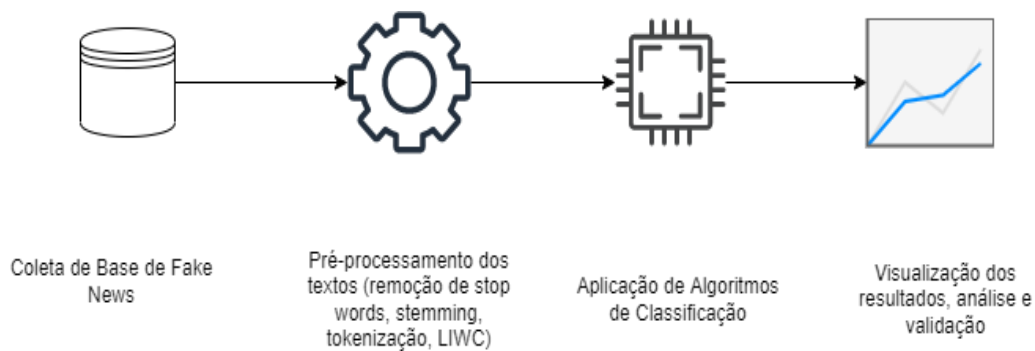 Coleta de Base de Fake
News
Pré-processamento dos
textos (remoção de stop
words, stemming,
tokenização, LIWC)
Aplicação de Algoritmos
de Classificação
Visualização dos
resultados, análise e
validação